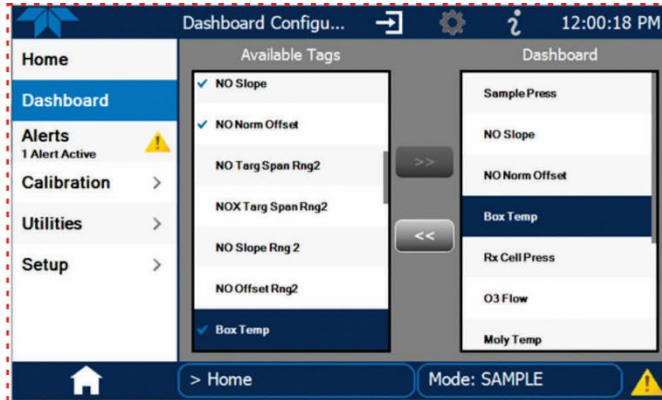 Dashboard Configu... 12:00:18 PM
Home
Dashboard
Alerts
1 Alert Active
Calibration >
Utilities >
Setup >
Available Tags
NO Slope
NO Norm Offset
NO Targ Span Rng2
NOX Targ Span Rng2
NO Slope Rng 2
NO Offset Rng2
Box Temp
>>
<<
Dashboard
Sample Press
NO Slope
NO Norm Offset
Box Temp
Rx Cell Press
O3 Flow
Moly Temp
> Home
Mode: SAMPLE